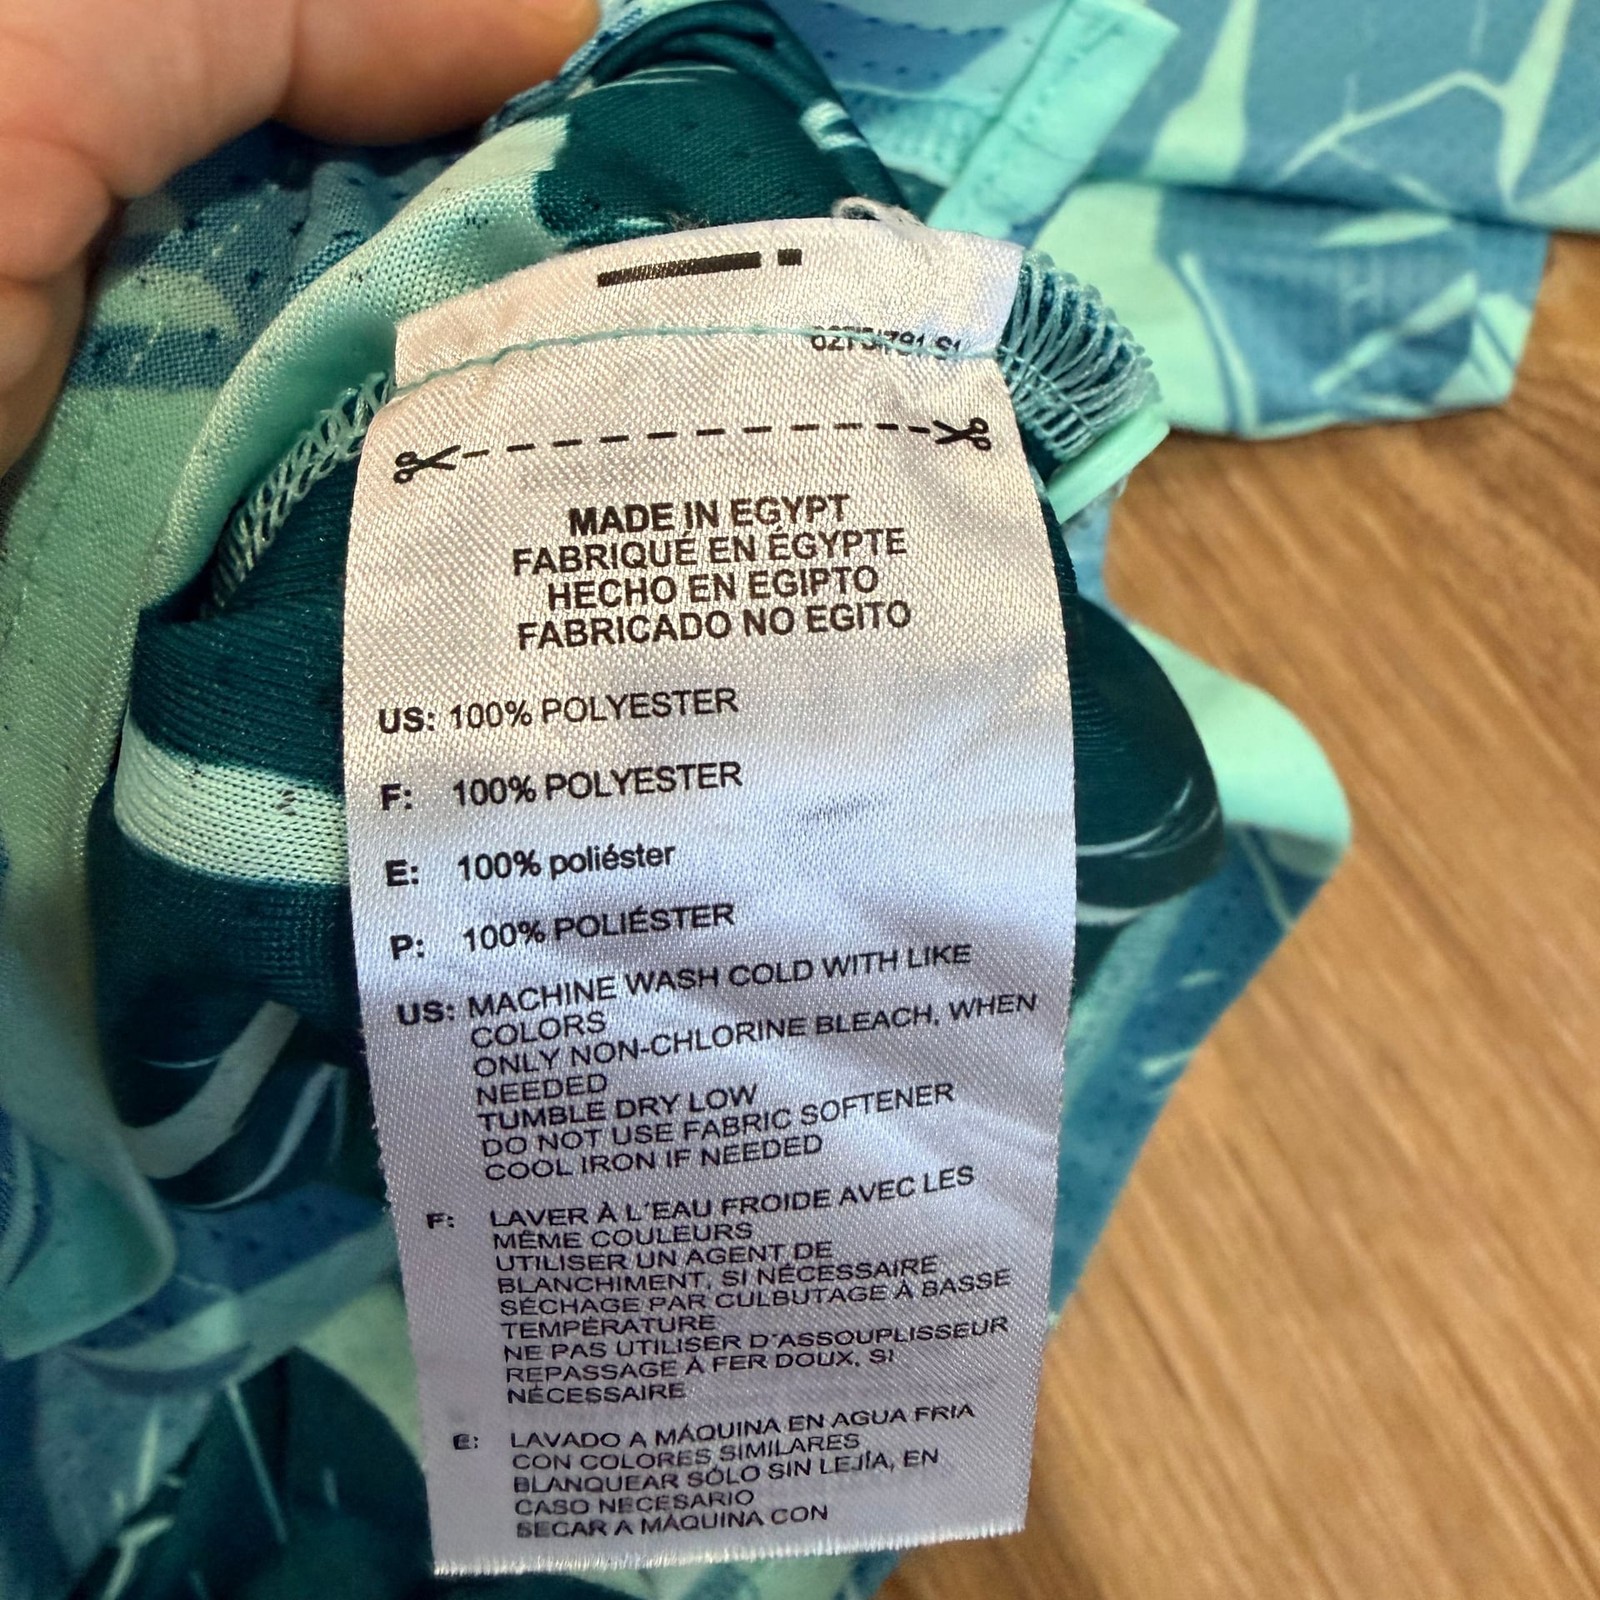 MADE IN EGYPT
FABRIQUÉ EN ÉGYPTE
HECHO EN EGIPTO
FABRICADO NO EGITO
US: 100% POLYESTER
F: 100% POLYESTER
E: 100% poliéster
P: 100% POLIÉSTER
US: MACHINE WASH COLD WITH LIKE
COLORS
ONLY NON-CHLORINE BLEACH, WHEN
NEEDED
TUMBLE DRY LOW
DO NOT USE FABRIC SOFTENER
COOL IRON IF NEEDED
F: LAVER À L'EAU FROIDE AVEC LES
MÊME COULEURS
UTILISER UN AGENT DE
BLANCHIMENT, SI NÉCESSAIRE
SÉCHAGE PAR CULBUTAGE À BASSE
TEMPÉRATURE
NE PAS UTILISER D'ASSOUPLISSEUR
REPASSAGE À FER DOUX, SI
NÉCESSAIRE
E: LAVADO A MÁQUINA EN AGUA FRIA
CON COLORES SIMILARES
BLANQUEAR SÓLO SIN LEJÍA, EN
CASO NECESARIO
SECAR A MÁQUINA CON